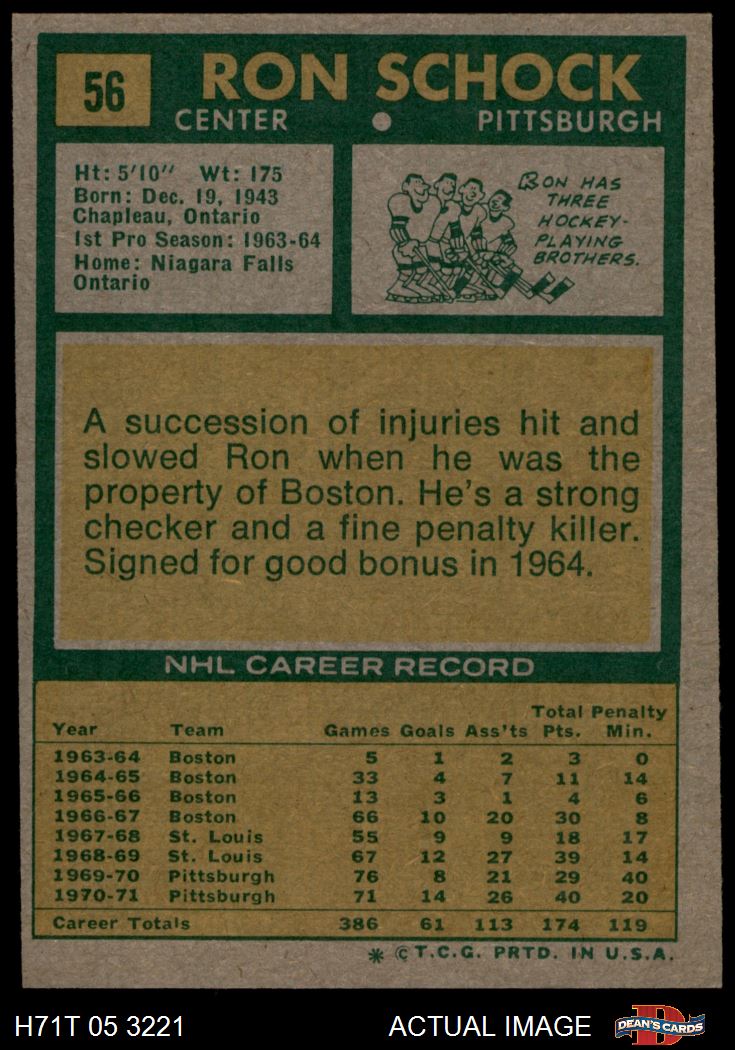 56
RON SCHOCK
CENTER • PITTSBURGH
Ht: 5'10" Wt: 175
Born: Dec. 19, 1943
Chapleau, Ontario
1st Pro Season: 1963-64
Home: Niagara Falls
Ontario
RON HAS
THREE
HOCKEY-
PLAYING
BROTHERS.
A succession of injuries hit and
slowed Ron when he was the
property of Boston. He's a strong
checker and a fine penalty killer.
Signed for good bonus in 1964.
NHL CAREER RECORD
Total Penalty
Year Team Games Goals Ass'ts Pts. Min.
1963-64 Boston 5 1 2 3 0
1964-65 Boston 33 4 7 11 14
1965-66 Boston 13 3 1 4 6
1966-67 Boston 66 10 20 30 8
1967-68 St. Louis 55 9 9 18 17
1968-69 St. Louis 67 12 27 39 14
1969-70 Pittsburgh 76 8 21 29 40
1970-71 Pittsburgh 71 14 26 40 20
Career Totals 386 61 113 174 119
* © T.C.G. PRTD. IN U.S.A.
H71T 05 3221 ACTUAL IMAGE
D
DEAN'S CARDS